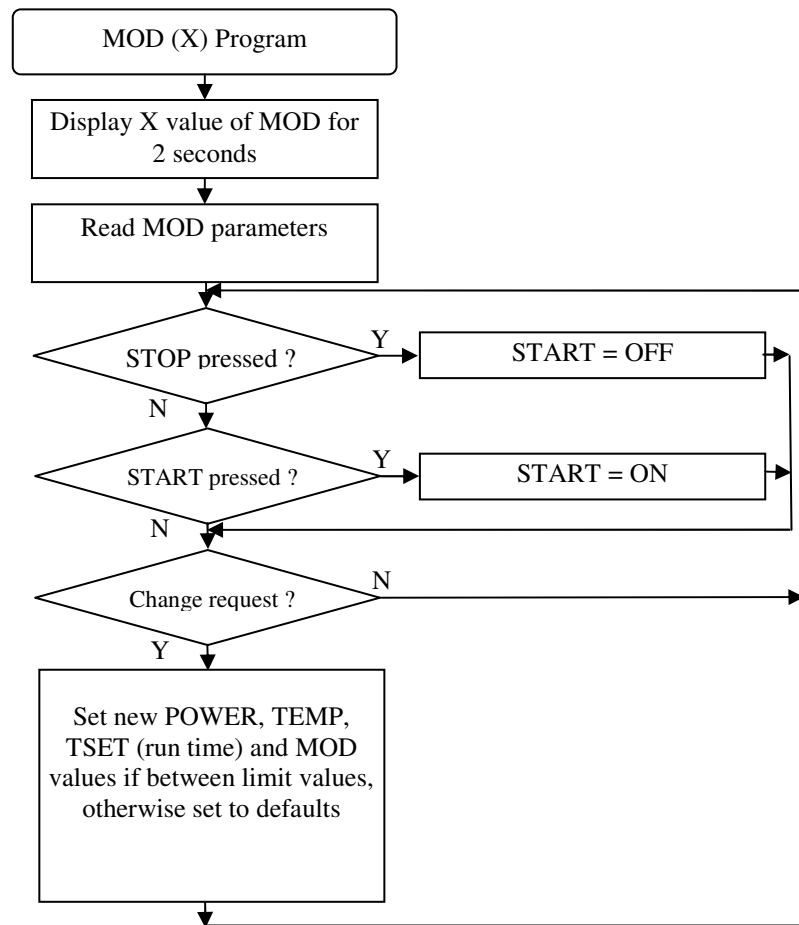 MOD (X) Program
Display X value of MOD for
2 seconds
Read MOD parameters
STOP pressed ?
Y
START = OFF
N
START pressed ?
Y
START = ON
N
Change request ?
N
Y
Set new POWER, TEMP,
TSET (run time) and MOD
values if between limit values,
otherwise set to defaults